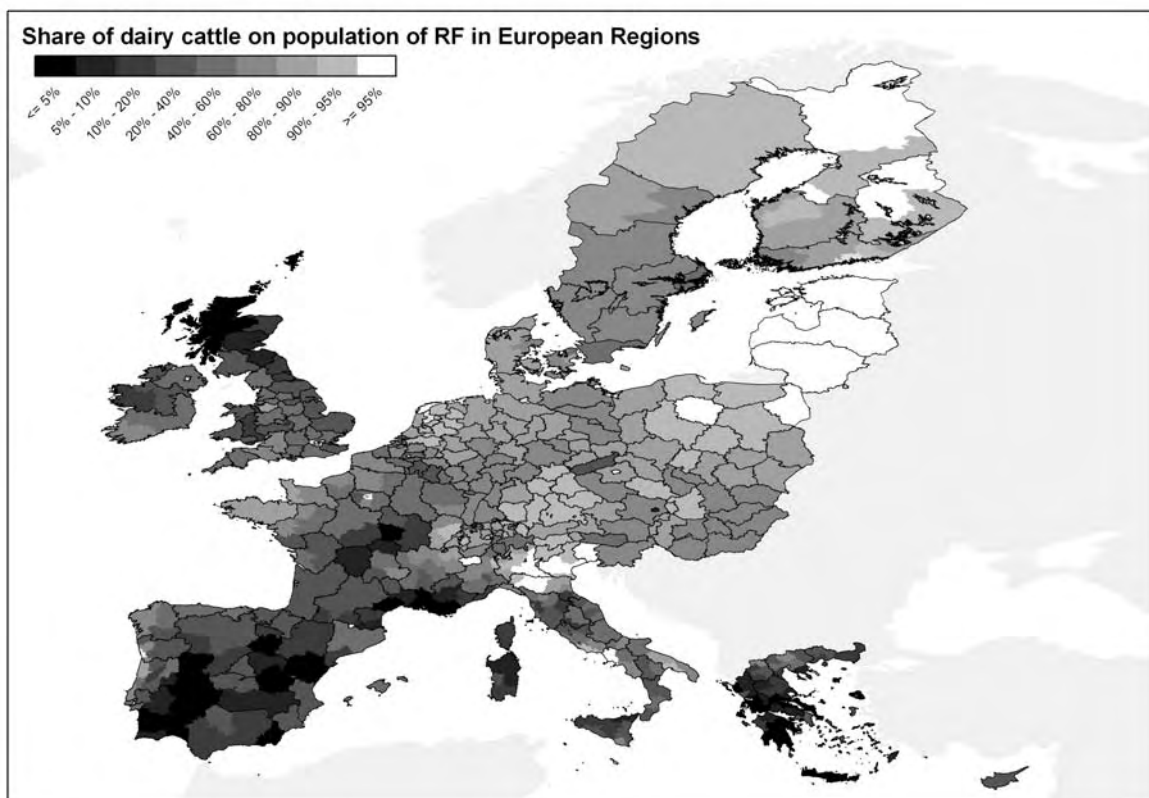 Share of dairy cattle on population of RF in European Regions
<= 5%
5% - 10%
10% - 20%
20% - 40%
40% - 60%
60% - 80%
80% - 90%
90% - 95%
>= 95%